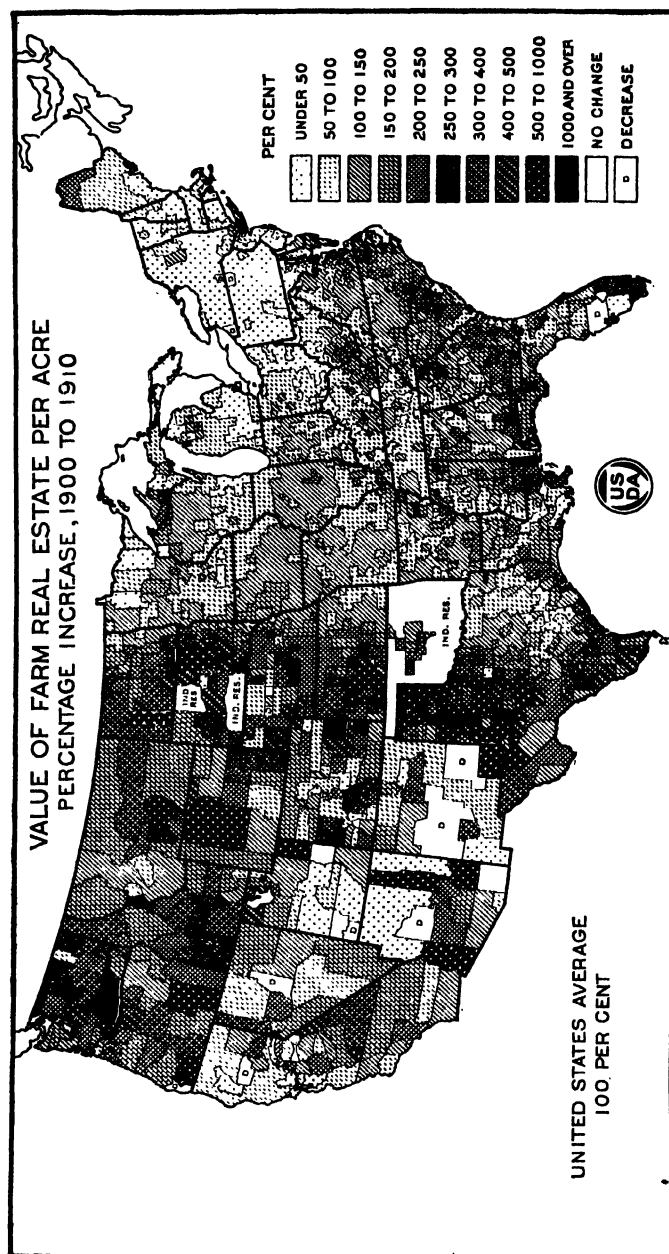 VALUE OF FARM REAL ESTATE PER ACRE
PERCENTAGE INCREASE, 1900 TO 1910
IND.
RES
IND. RES.
IND. RES.
D
D
D
D
D
D
D
D
D
PER CENT
UNDER 50
50 TO 100
100 TO 150
150 TO 200
200 TO 250
250 TO 300
300 TO 400
400 TO 500
500 TO 1000
1000 AND OVER
NO CHANGE
D DECREASE
UNITED STATES AVERAGE
100. PER CENT
US
DA